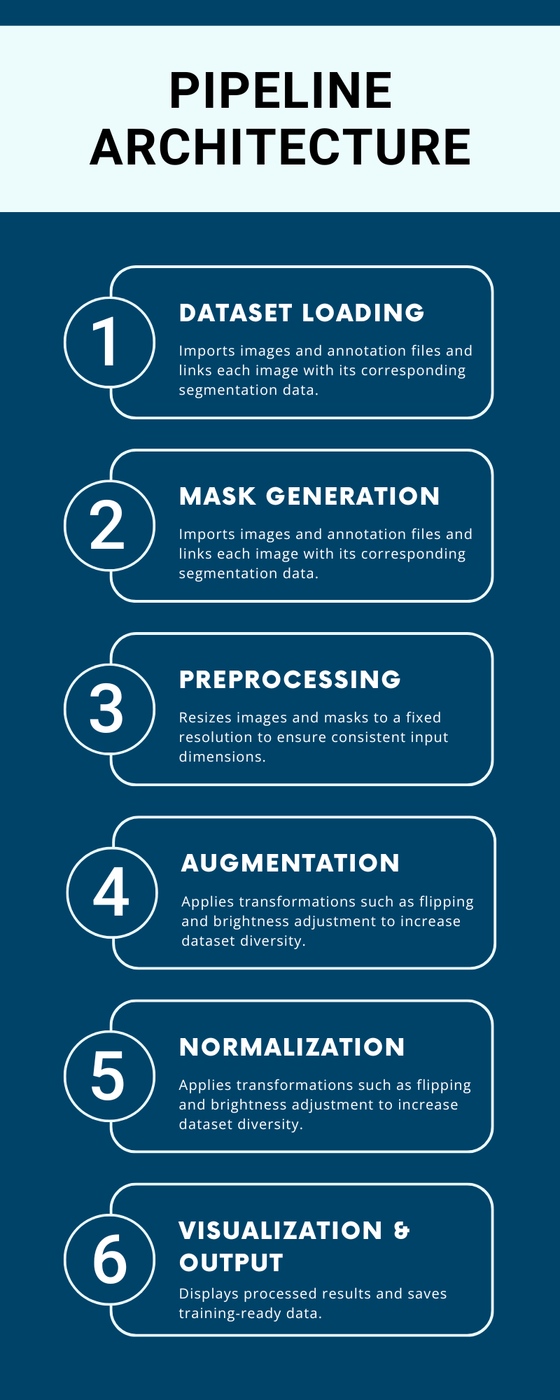 PIPELINE
ARCHITECTURE
1
DATASET LOADING
Imports images and annotation files and
links each image with its corresponding
segmentation data.
2
MASK GENERATION
Imports images and annotation files and
links each image with its corresponding
segmentation data.
3
PREPROCESSING
Resizes images and masks to a fixed
resolution to ensure consistent input
dimensions.
4
AUGMENTATION
Applies transformations such as flipping
and brightness adjustment to increase
dataset diversity.
5
NORMALIZATION
Applies transformations such as flipping
and brightness adjustment to increase
dataset diversity.
6
VISUALIZATION &
OUTPUT
Displays processed results and saves
training-ready data.